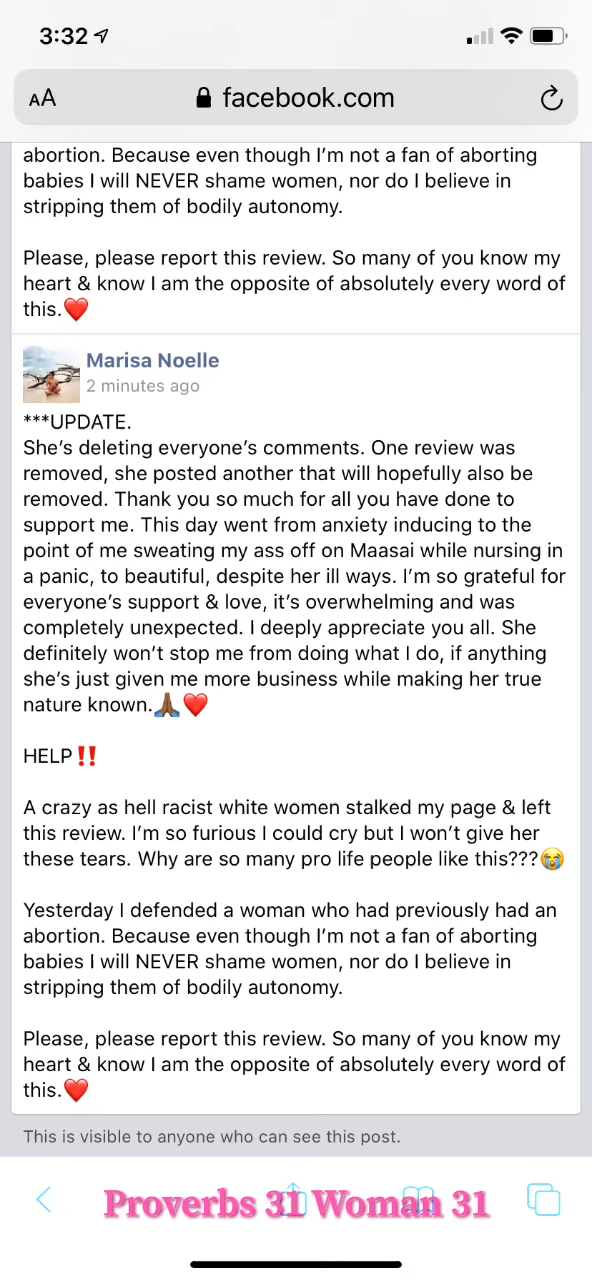 3:32
AA facebook.com
abortion. Because even though I'm not a fan of aborting
babies I will NEVER shame women, nor do I believe in
stripping them of bodily autonomy.
Please, please report this review. So many of you know my
heart & know I am the opposite of absolutely every word of
this.❤️
Marisa Noelle
2 minutes ago
***UPDATE.
She's deleting everyone's comments. One review was
removed, she posted another that will hopefully also be
removed. Thank you so much for all you have done to
support me. This day went from anxiety inducing to the
point of me sweating my ass off on Maasai while nursing in
a panic, to beautiful, despite her ill ways. I'm so grateful for
everyone's support & love, it's overwhelming and was
completely unexpected. I deeply appreciate you all. She
definitely won't stop me from doing what I do, if anything
she's just given me more business while making her true
nature known.🙏🏾❤️
HELP‼️
A crazy as hell racist white women stalked my page & left
this review. I'm so furious I could cry but I won't give her
these tears. Why are so many pro life people like this???😭
Yesterday I defended a woman who had previously had an
abortion. Because even though I'm not a fan of aborting
babies I will NEVER shame women, nor do I believe in
stripping them of bodily autonomy.
Please, please report this review. So many of you know my
heart & know I am the opposite of absolutely every word of
this.❤️
This is visible to anyone who can see this post.
Proverbs 31 Woman 31